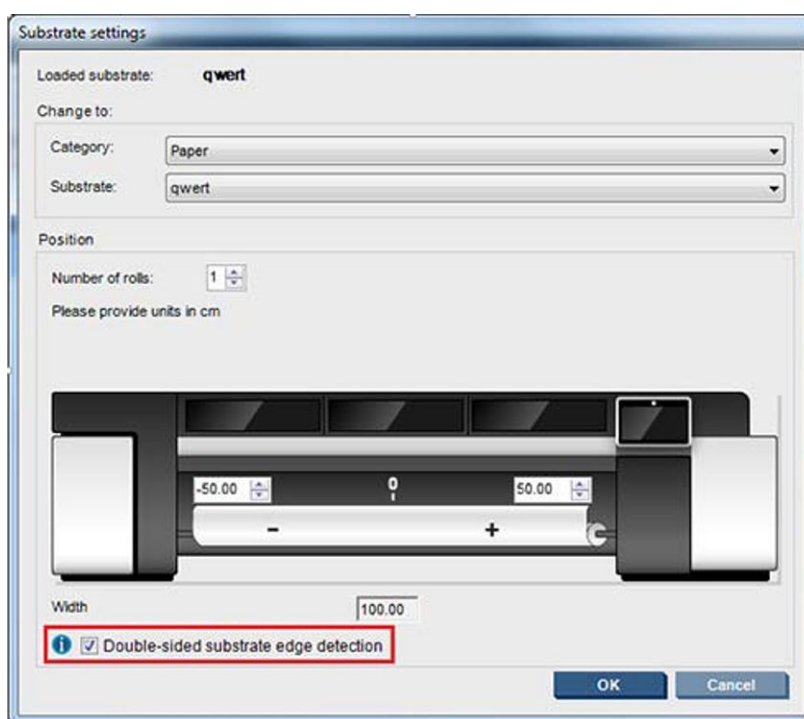 Substrate settings
Loaded substrate: qwert
Change to:
Category: Paper
Substrate: qwert
Position
Number of rolls: 1
Please provide units in cm
-50.00 0 50.00
- +
Width 100.00
Double-sided substrate edge detection
OK Cancel